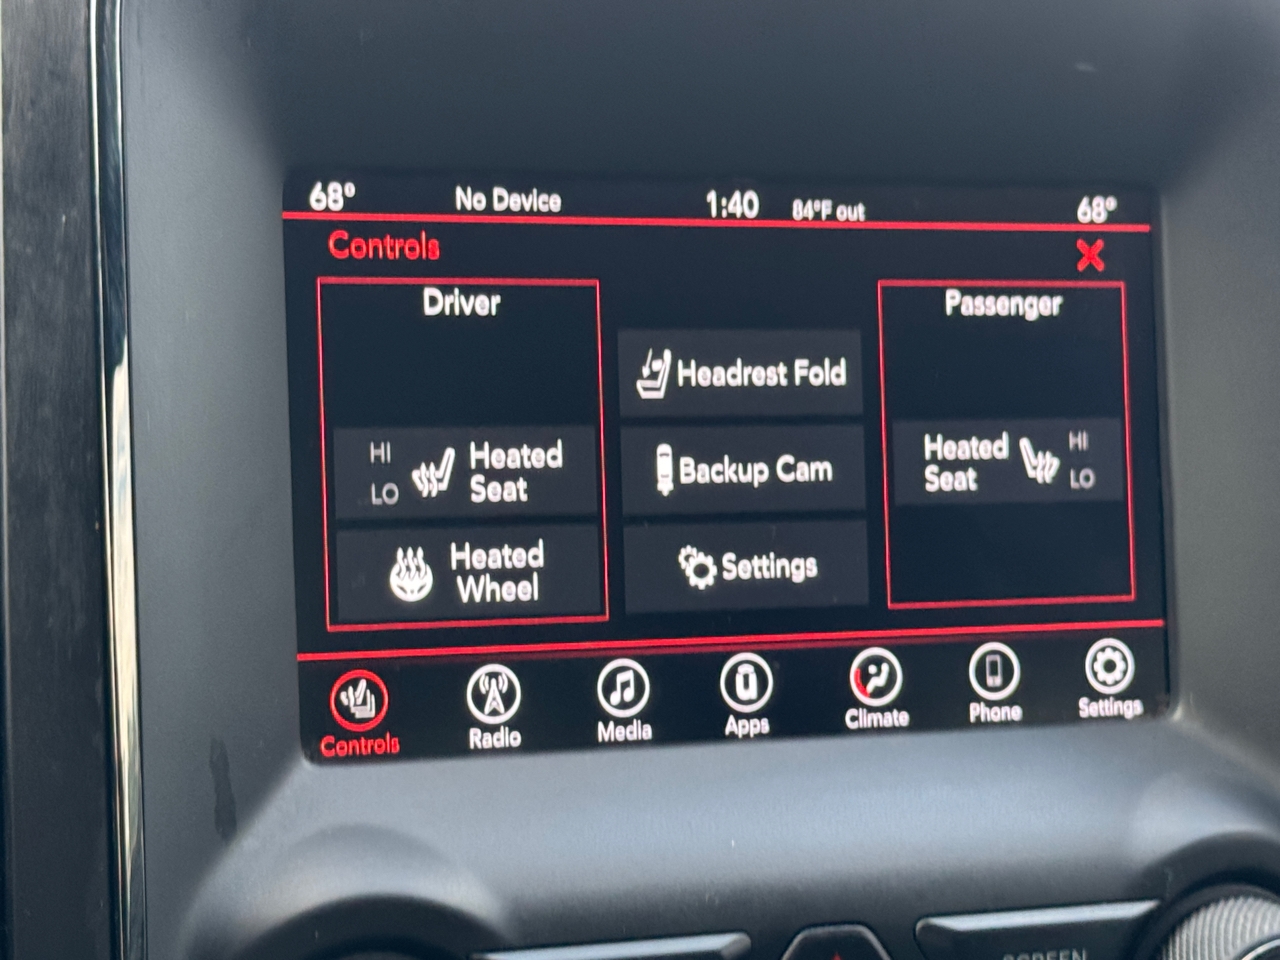 68° No Device 1:40 84°F out 68°
Controls
Driver
Passenger
Headrest Fold
HI
LO
Heated
Seat
Backup Cam
Heated
Seat
HI
LO
Heated
Wheel
Settings
Controls Radio Media Apps Climate Phone Settings
SCREEN